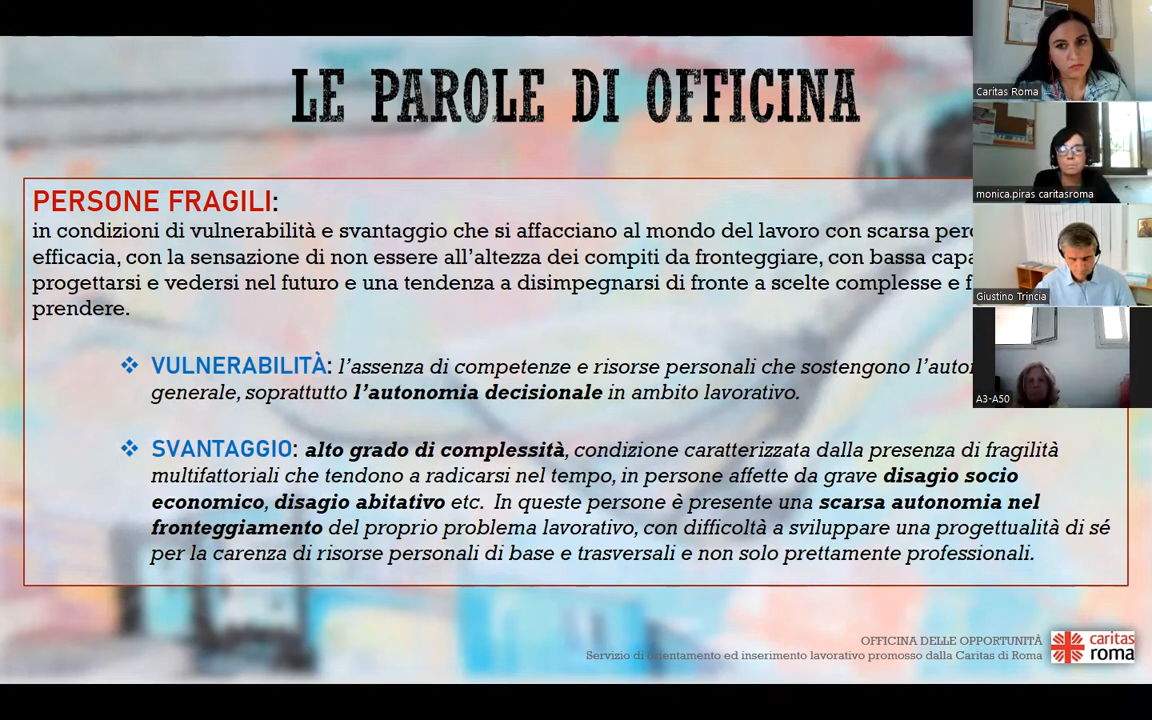 LE PAROLE DI OFFICINA
PERSONE FRAGILI:
in condizioni di vulnerabilità e svantaggio che si affacciano al mondo del lavoro con scarsa
efficacia, con la sensazione di non essere all’altezza dei compiti da fronteggiare, con bassa
progettarsi e vedersi nel futuro e una tendenza a disimpegnarsi di fronte a scelte complesse e
prendere.
❖ VULNERABILITÀ: l’assenza di competenze e risorse personali che sostengono
generale, soprattutto l’autonomia decisionale in ambito lavorativo.
❖ SVANTAGGIO: alto grado di complessità, condizione caratterizzata dalla presenza di fragilità
multifattoriali che tendono a radicarsi nel tempo, in persone affette da grave disagio socio
economico, disagio abitativo etc. In queste persone è presente una scarsa autonomia nel
fronteggiamento del proprio problema lavorativo, con difficoltà a sviluppare una progettualità di sé
per la carenza di risorse personali di base e trasversali e non solo prettamente professionali.
OFFICINA DELLE OPPORTUNITÀ
Servizio di orientamento ed inserimento lavorativo promosso dalla Caritas di Roma
caritas
roma
Caritas Roma
monica.piras caritasroma
Giustino Trincia
A3-A50